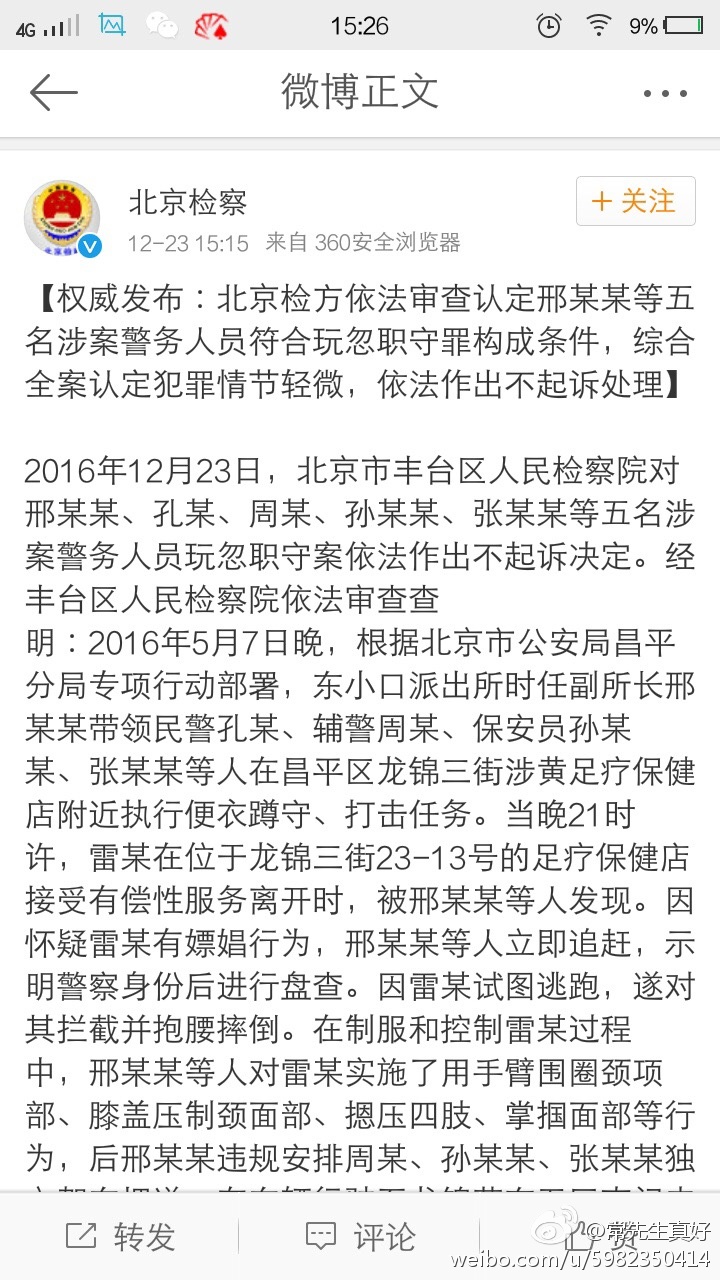 4G
15:26
9%
微博正文
北京检察
+ 关注
12-23 15:15 来自 360安全浏览器
【权威发布：北京检方依法审查认定邢某某等五
名涉案警务人员符合玩忽职守罪构成条件，综合
全案认定犯罪情节轻微，依法作出不起诉处理】
2016年12月23日，北京市丰台区人民检察院对
邢某某、孔某、周某、孙某某、张某某等五名涉
案警务人员玩忽职守案依法作出不起诉决定。经
丰台区人民检察院依法审查查
明：2016年5月7日晚，根据北京市公安局昌平
分局专项行动部署，东小口派出所时任副所长邢
某某带领民警孔某、辅警周某、保安员孙某
某、张某某等人在昌平区龙锦三街涉黄足疗保健
店附近执行便衣蹲守、打击任务。当晚21时
许，雷某在位于龙锦三街23-13号的足疗保健店
接受有偿性服务离开时，被邢某某等人发现。因
怀疑雷某有嫖娼行为，邢某某等人立即追赶，示
明警察身份后进行盘查。因雷某试图逃跑，遂对
其拦截并抱腰摔倒。在制服和控制雷某过程
中，邢某某等人对雷某实施了用手臂围圈颈项
部、膝盖压制颈面部、摁压四肢、掌掴面部等行
为，后邢某某违规安排周某、孙某某、张某某独
转发
评论
赞
@常先生真好
weibo.com/u/5982350414